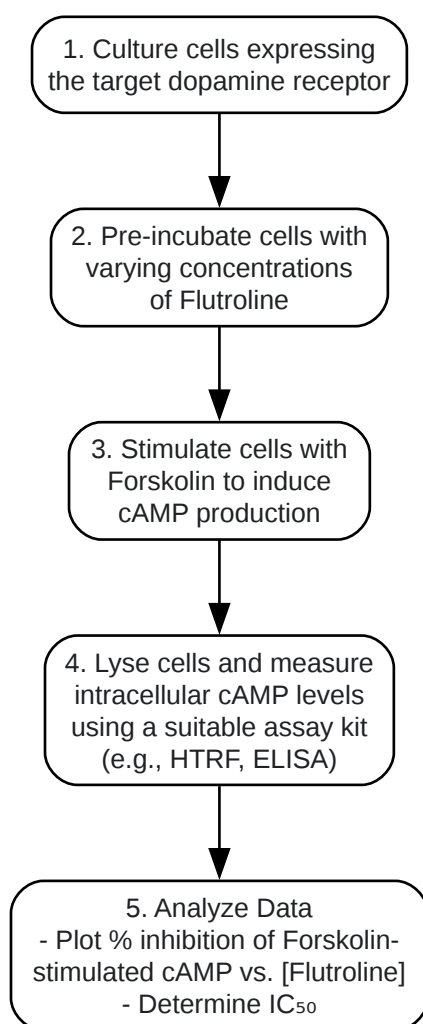 1. Culture cells expressing
the target dopamine receptor
2. Pre-incubate cells with
varying concentrations
of Flutroline
3. Stimulate cells with
Forskolin to induce
cAMP production
4. Lyse cells and measure
intracellular cAMP levels
using a suitable assay kit
(e.g., HTRF, ELISA)
5. Analyze Data
- Plot % inhibition of Forskolin-
stimulated cAMP vs. [Flutroline]
- Determine IC₅₀